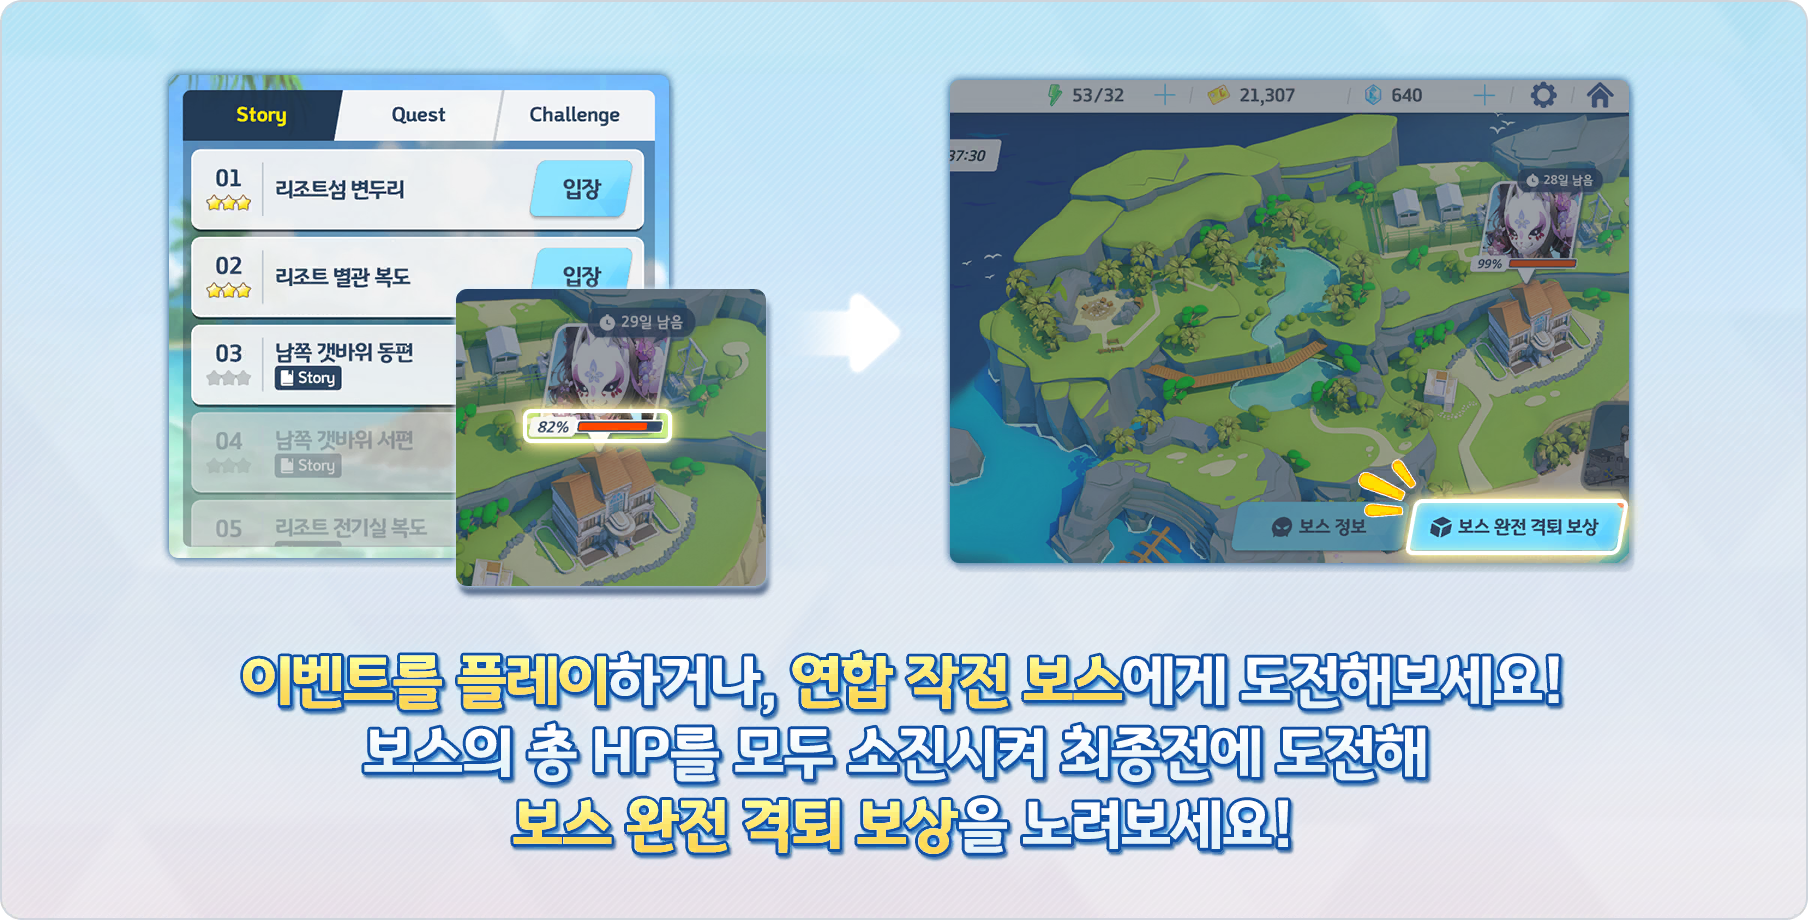 Story
Quest
Challenge
01
리조트섬 변두리
입장
02
리조트 별관 복도
입장
03
남쪽 갯바위 동편
Story
04
남쪽 갯바위 서편
Story
05
리조트 전기실 복도
29일 남음
82%
53/32
21,307
640
37:30
28일 남음
99%
보스 정보
보스 완전 격퇴 보상
이벤트를 플레이하거나, 연합 작전 보스에게 도전해보세요!
보스의 총 HP를 모두 소진시켜 최종전에 도전해
보스 완전 격퇴 보상을 노려보세요!